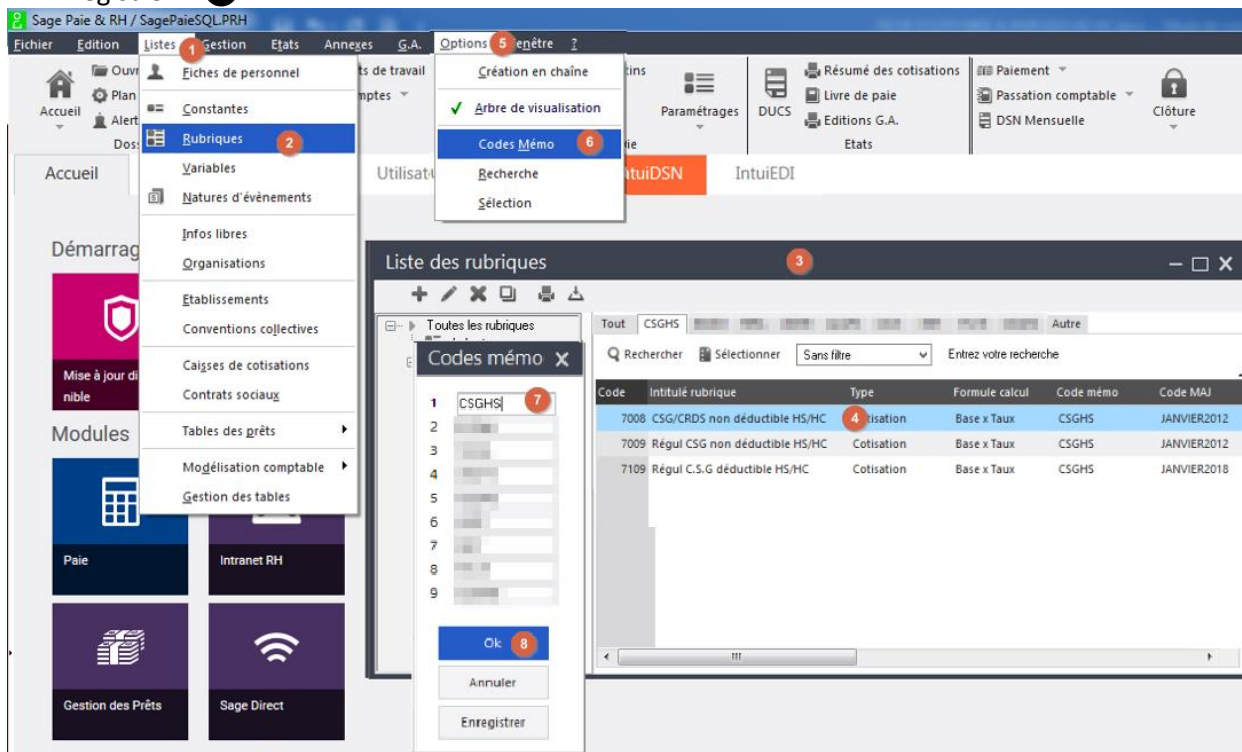 Sage Paie & RH / SagePaieSQL.PRH
Fichier Edition Listes 1 Gestion Etats Annexes G.A. Options 5 enêtre ?
Accueil
Ouvr
Plan
Alert
Dos
ts de travail
mptes
tins
ie
Paramétrages
DUCS
Résumé des cotisations
Livre de paie
Editions G.A.
Etats
Paiement
Passation comptable
DSN Mensuelle
Clôture
Fiches de personnel
Constantes
Rubriques 2
Variables
Natures d'évènements
Infos libres
Organisations
Etablissements
Conventions collectives
Caisses de cotisations
Contrats sociaux
Tables des prêts
Modélisation comptable
Gestion des tables
Création en chaîne
Arbre de visualisation
Codes Mémo 6
Recherche
Sélection
Accueil Utilisat ntuiDSN IntuiEDI
Démarrag
Mise à jour di
nible
Modules
Paie
Intranet RH
Gestion des Prêts
Sage Direct
Liste des rubriques 3
Toutes les rubriques
Codes mémo
1 CSGHS 7
2
3
4
5
6
7
8
9
Ok 8
Annuler
Enregistrer
Tout CSGHS Autre
Rechercher Sélectionner Sans filtre Entrez votre recherche
Code Intitulé rubrique Type Formule calcul Code mémo Code MAJ
7008 CSG/CRDS non déductible HS/HC 4 tisation Base x Taux CSGHS JANVIER2012
7009 Régul CSG non déductible HS/HC Cotisation Base x Taux CSGHS JANVIER2012
7109 Régul C.S.G déductible HS/HC Cotisation Base x Taux CSGHS JANVIER2018